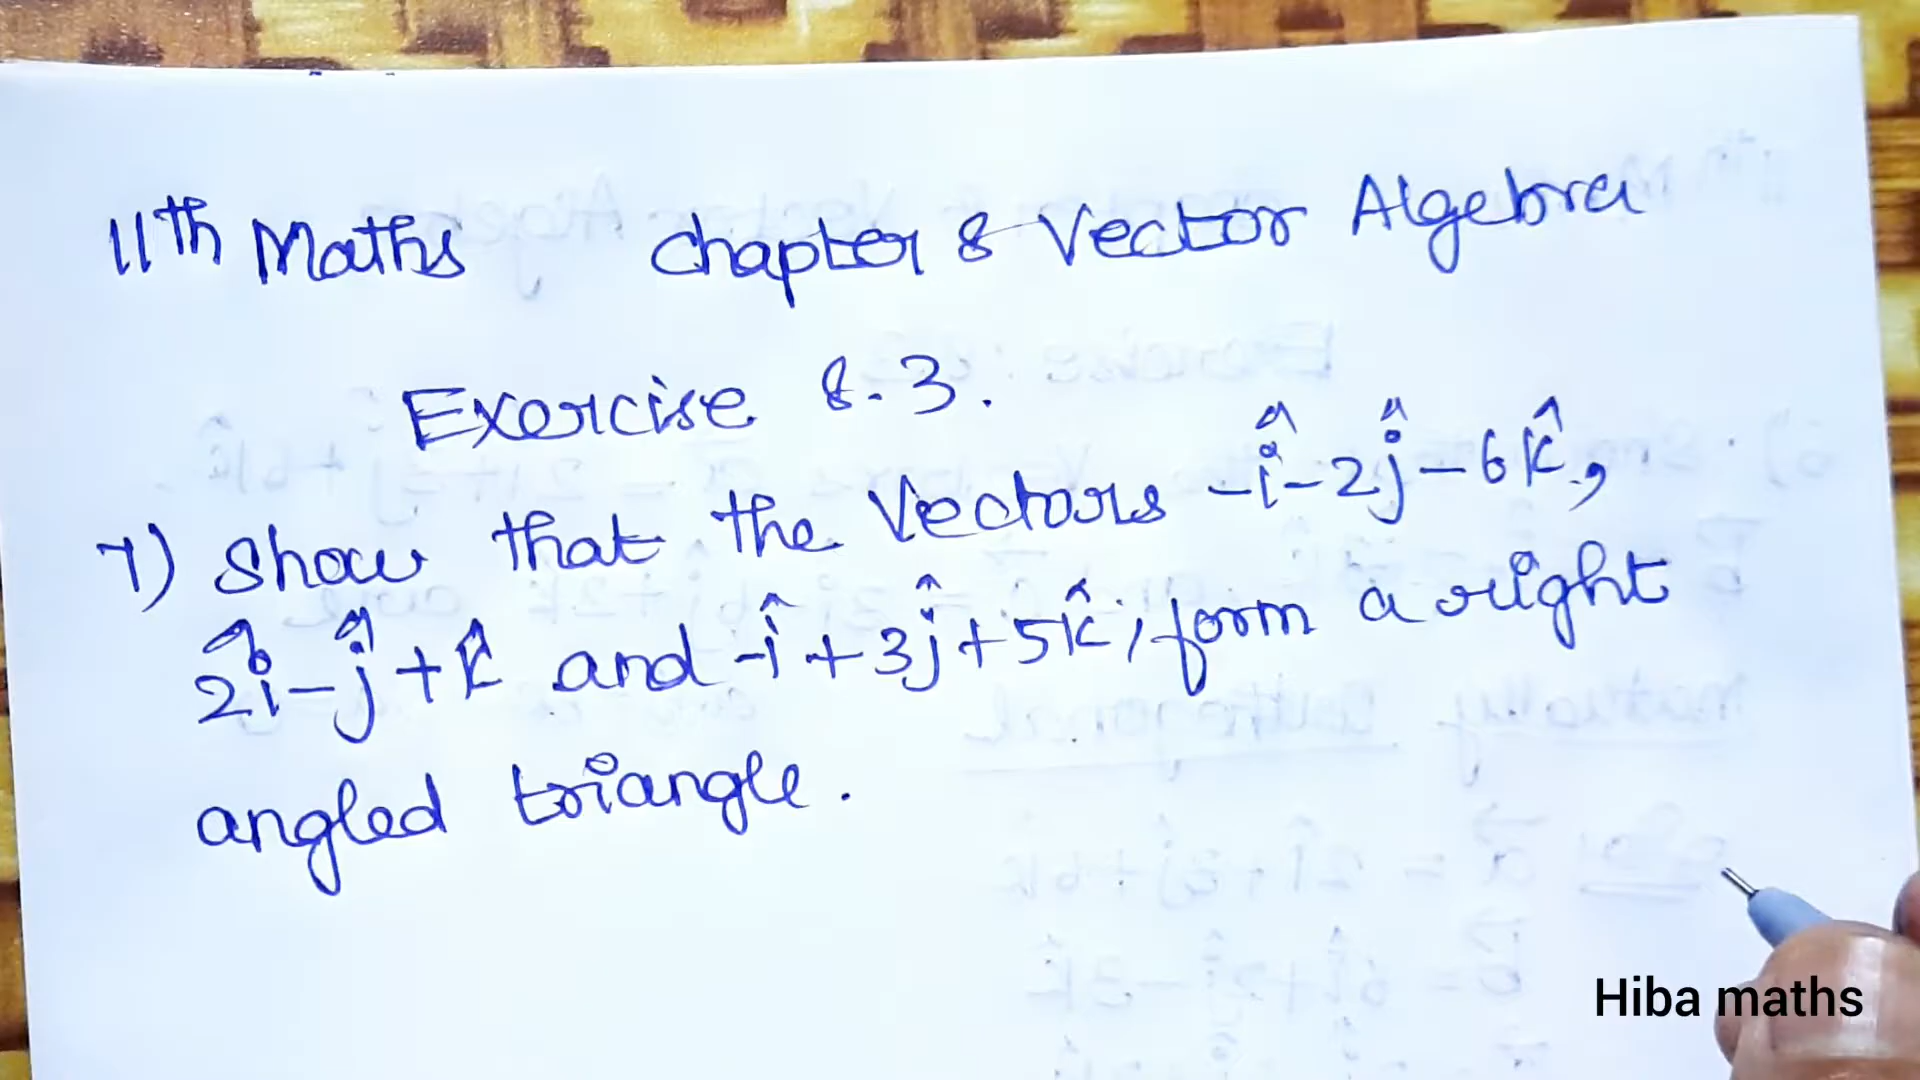 11th Maths chapter 8 Vector Algebra
Exercise 8.3.
7) Show that the Vectors -î-2ĵ-6k̂,
2î-ĵ+k̂ and -î+3ĵ+5k̂, form a right
angled triangle.
Hiba maths